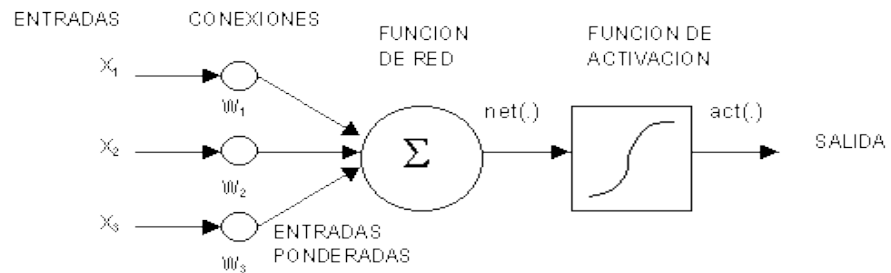 ENTRADAS
CONEXIONES
FUNCION
DE RED
FUNCION DE
ACTIVACION
X₁
W₁
X₂
W₂
X₃
W₃
Σ
net(.)
act(.)
SALIDA
ENTRADAS
PONDERADAS